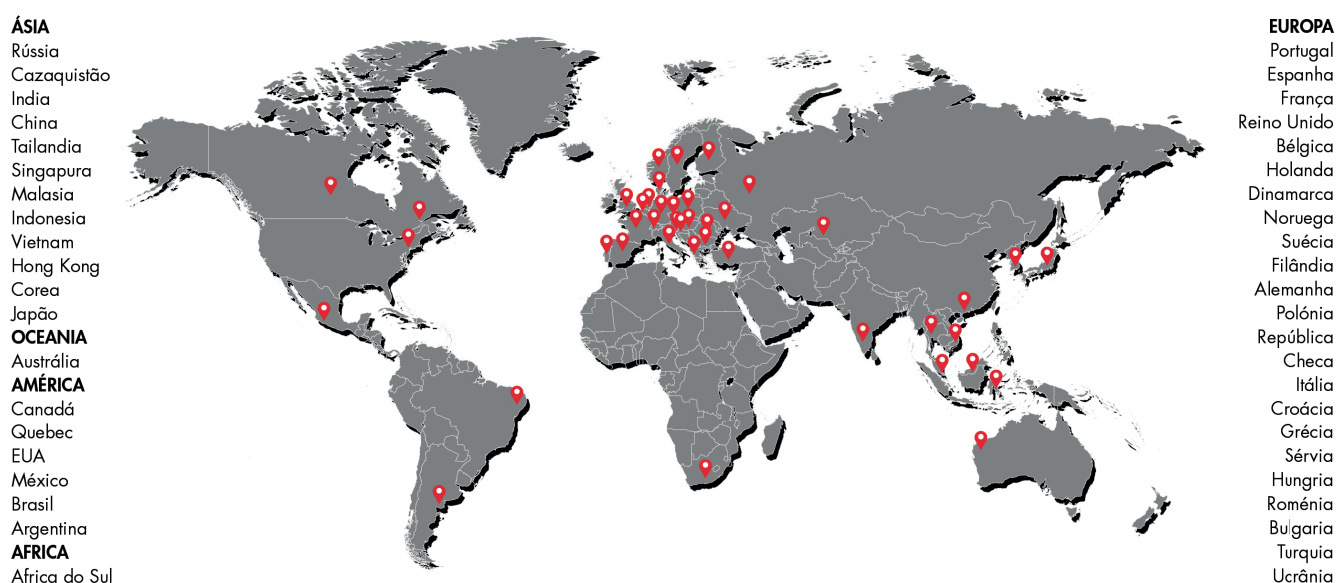 ÁSIA
Rússia
Cazaquistão
India
China
Tailandia
Singapura
Malasia
Indonesia
Vietnam
Hong Kong
Corea
Japão
OCEANIA
Austrália
AMÉRICA
Canadá
Quebec
EUA
México
Brasil
Argentina
AFRICA
Africa do Sul
EUROPA
Portugal
Espanha
França
Reino Unido
Bélgica
Holanda
Dinamarca
Noruega
Suécia
Filândia
Alemanha
Polónia
República
Checa
Itália
Croácia
Grécia
Sérvia
Hungria
Roménia
Bulgaria
Turquia
Ucrânia